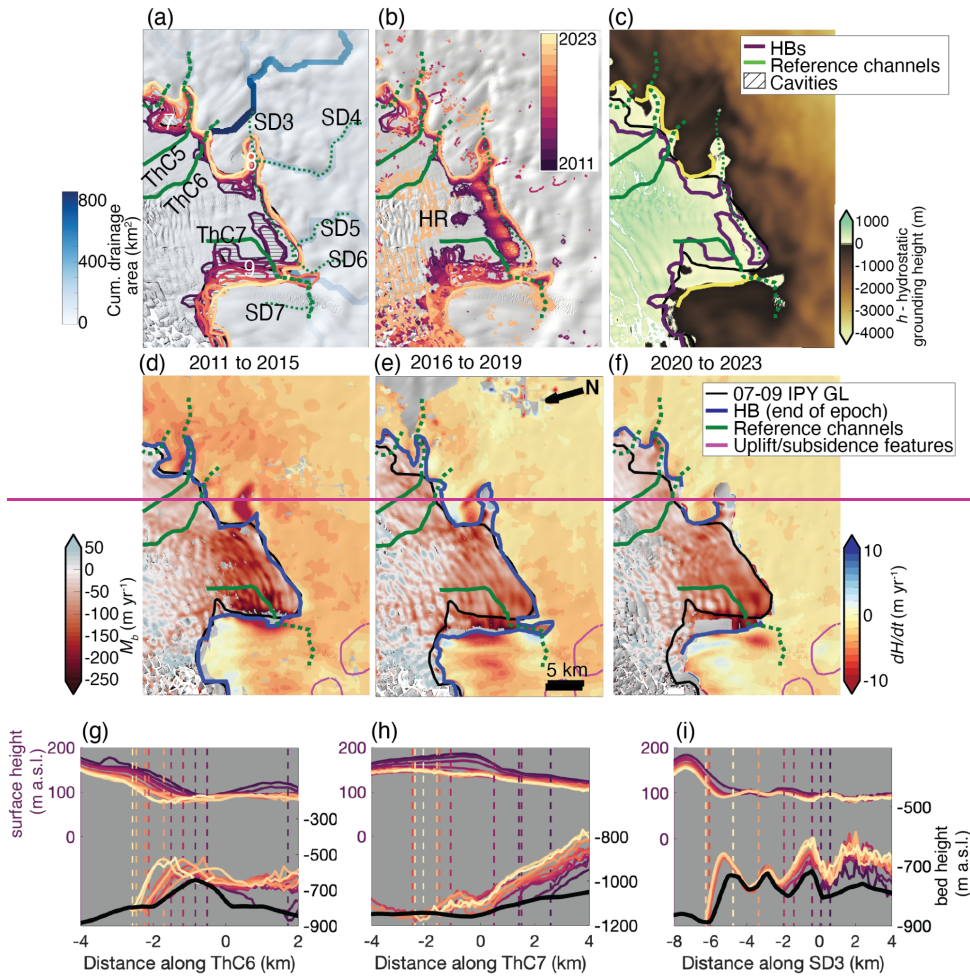 (a)
(b)
(c)
2023
2011
HBs
Reference channels
Cavities
7
8
9
SD3
SD4
SD5
SD6
SD7
ThC5
ThC6
ThC7
HR
800
400
0
Cum. drainage
area (km²)
1000
0
-1000
-2000
-3000
-4000
h - hydrostatic
grounding height (m)
(d)
2011 to 2015
(e)
2016 to 2019
(f)
2020 to 2023
N
07-09 IPY GL
HB (end of epoch)
Reference channels
Uplift/subsidence features
50
0
-50
-100
-150
-200
-250
M_b (m yr⁻¹)
5 km
10
5
0
-5
-10
dH/dt (m yr⁻¹)
(g)
(h)
(i)
surface height
(m a.s.l.)
200
100
0
-300
-500
-700
-900
-4
-2
0
2
Distance along ThC6 (km)
200
100
0
-800
-1000
-1200
-4
-2
0
2
4
Distance along ThC7 (km)
200
100
0
-500
-700
-900
-8
-6
-4
-2
0
2
4
Distance along SD3 (km)
bed height
(m a.s.l.)